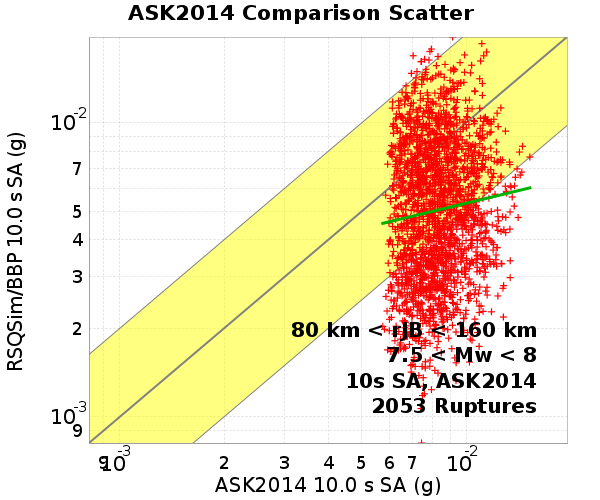 ASK2014 Comparison Scatter
RSQSim/BBP 10.0 s SA (g)
10-2
7
5
4
3
2
10-3
9
80 km < rJB < 160 km
7.5 < Mw < 8
10s SA, ASK2014
2053 Ruptures
9 10-3 2 3 4 5 6 7 10-2
ASK2014 10.0 s SA (g)